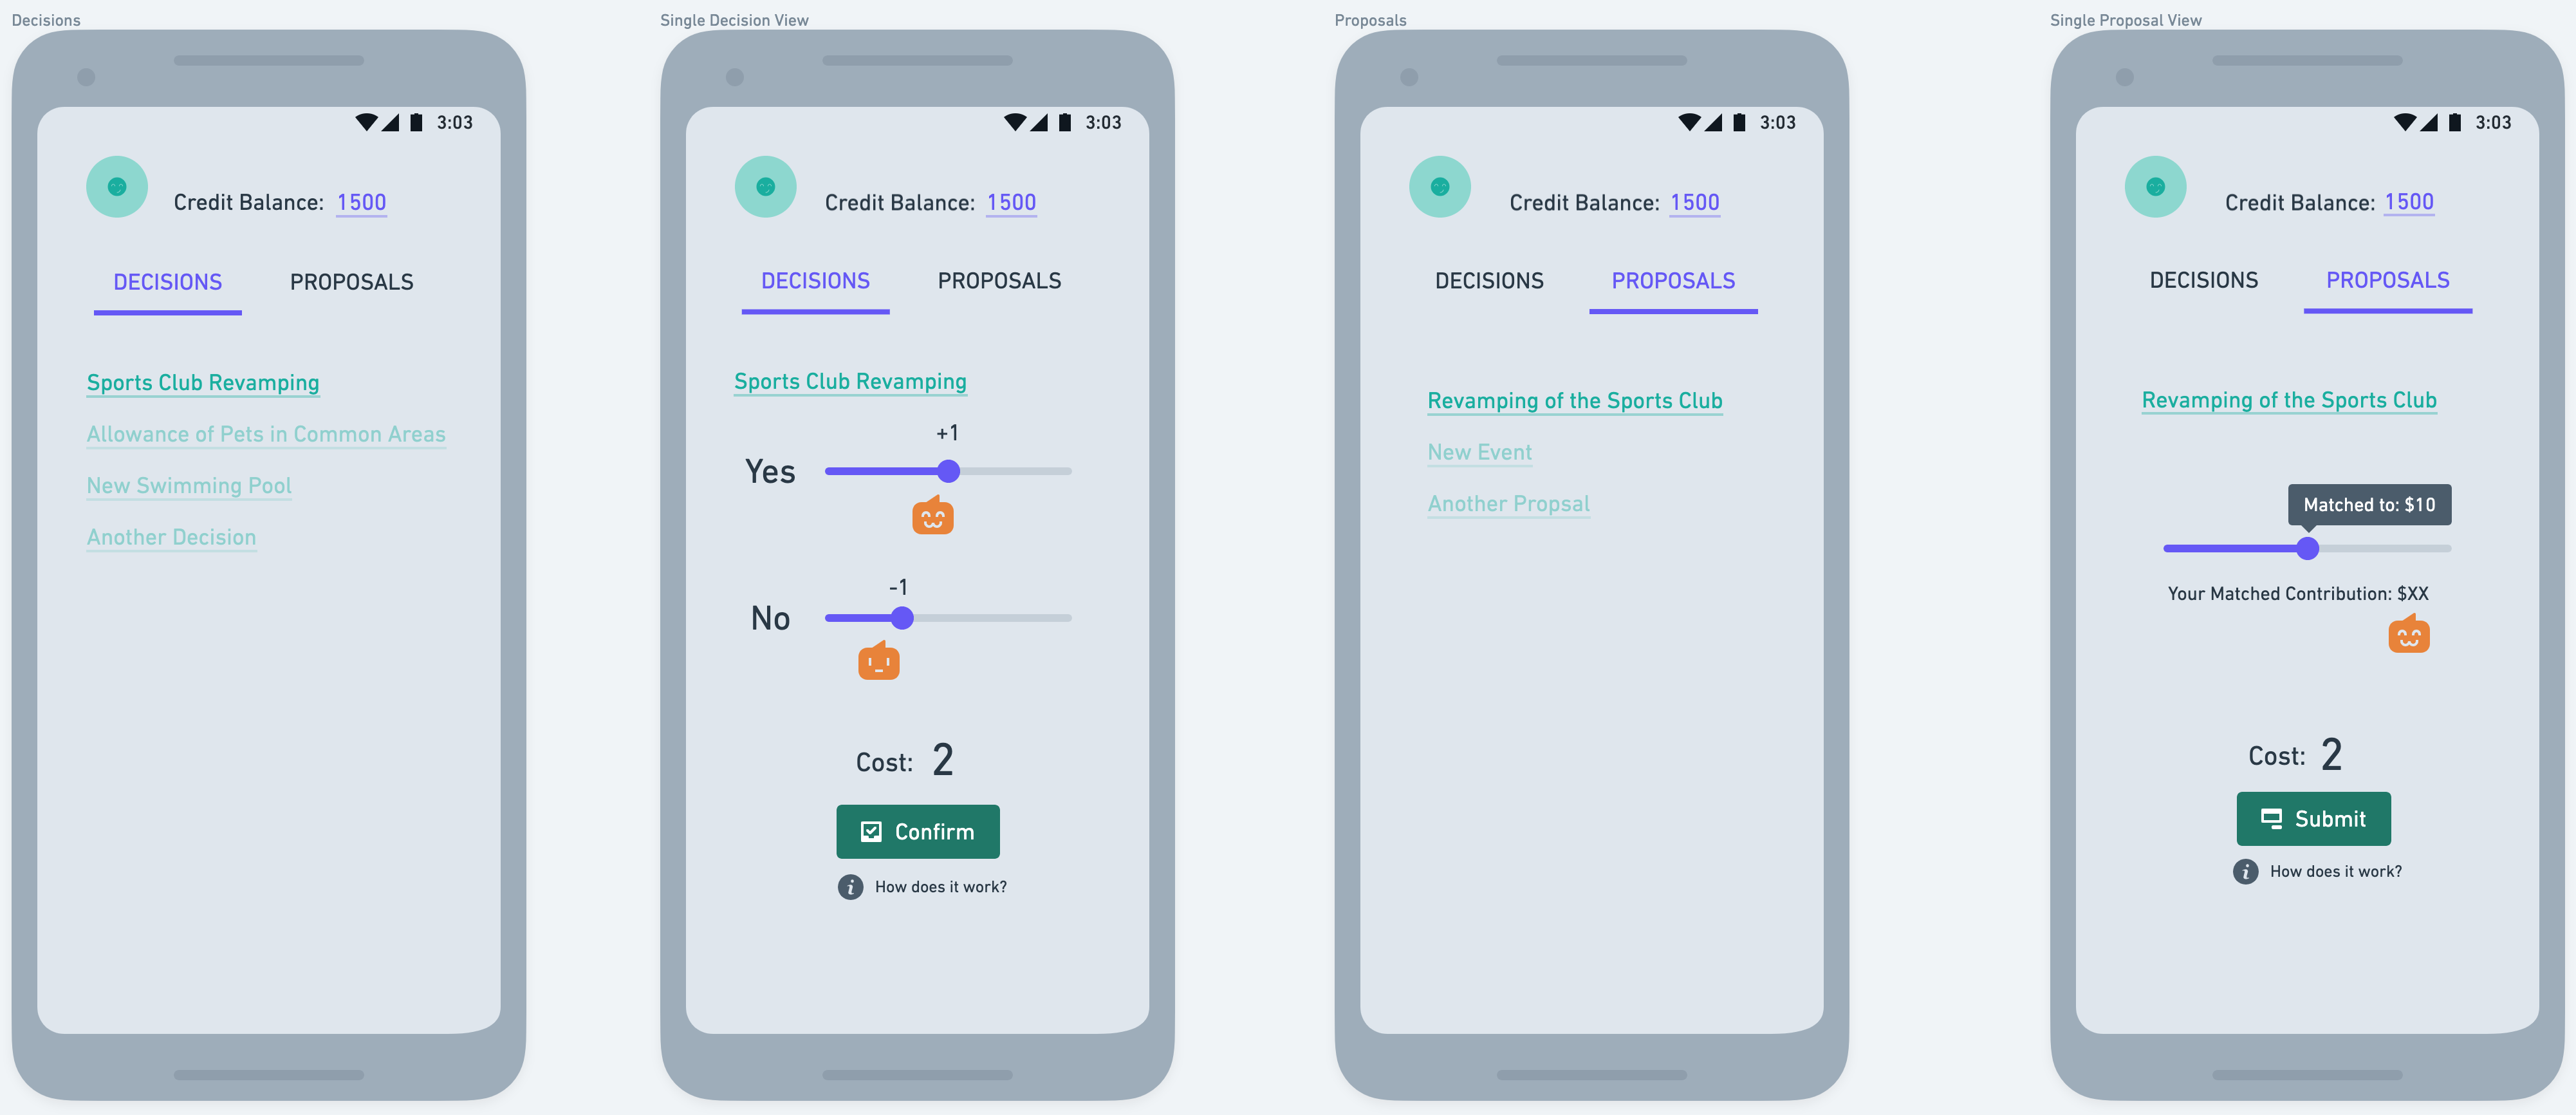 Decisions
3:03
Credit Balance: 1500
DECISIONS PROPOSALS
Sports Club Revamping
Allowance of Pets in Common Areas
New Swimming Pool
Another Decision
Single Decision View
3:03
Credit Balance: 1500
DECISIONS PROPOSALS
Sports Club Revamping
+1
Yes
-1
No
Cost: 2
Confirm
i How does it work?
Proposals
3:03
Credit Balance: 1500
DECISIONS PROPOSALS
Revamping of the Sports Club
New Event
Another Propsal
Single Proposal View
3:03
Credit Balance: 1500
DECISIONS PROPOSALS
Revamping of the Sports Club
Matched to: $10
Your Matched Contribution: $XX
Cost: 2
Submit
i How does it work?